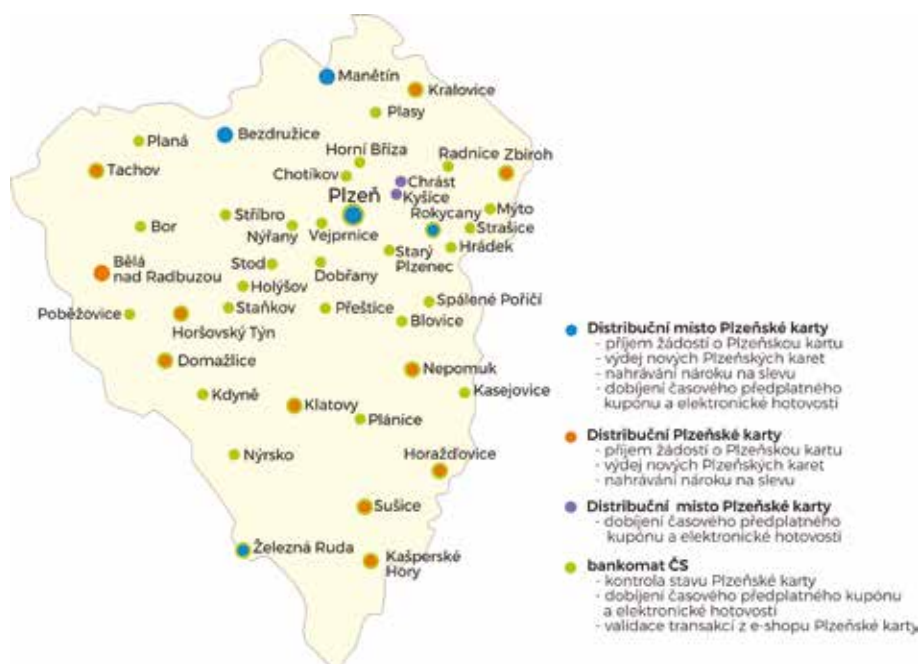 Manětín
Kralovice
Plasy
Planá
Bezdružice
Horní Bříza
Radnice
Zbiroh
Tachov
Chotíkov
Chrást
Plzeň
Kyšice
Rokycany
Mýto
Stříbro
Bor
Nýřany
Vejprnice
Strašice
Starý
Plzenec
Hrádek
Bělá
nad Radbuzou
Stod
Dobřany
Holýšov
Spálené Poříčí
Poběžovice
Staňkov
Přeštice
Blovice
Horšovský Týn
Domažlice
Nepomuk
Kdyně
Kasejovice
Klatovy
Plánice
Nýrsko
Horažďovice
Sušice
Železná Ruda
Kašperské
Hory
Distribuční místo Plzeňské karty
- příjem žádostí o Plzeňskou kartu
- výdej nových Plzeňských karet
- nahrávání nároku na slevu
- dobíjení časového předplatného
kupónu a elektronické hotovosti
Distribuční Plzeňské karty
- příjem žádostí o Plzeňskou kartu
- výdej nových Plzeňských karet
- nahrávání nároku na slevu
Distribuční místo Plzeňské karty
- dobíjení časového předplatného
kupónu a elektronické hotovosti
bankomat ČS
- kontrola stavu Plzeňské karty
- dobíjení časového předplatného kupónu
a elektronické hotovosti
- validace transakcí z e-shopu Plzeňské karty